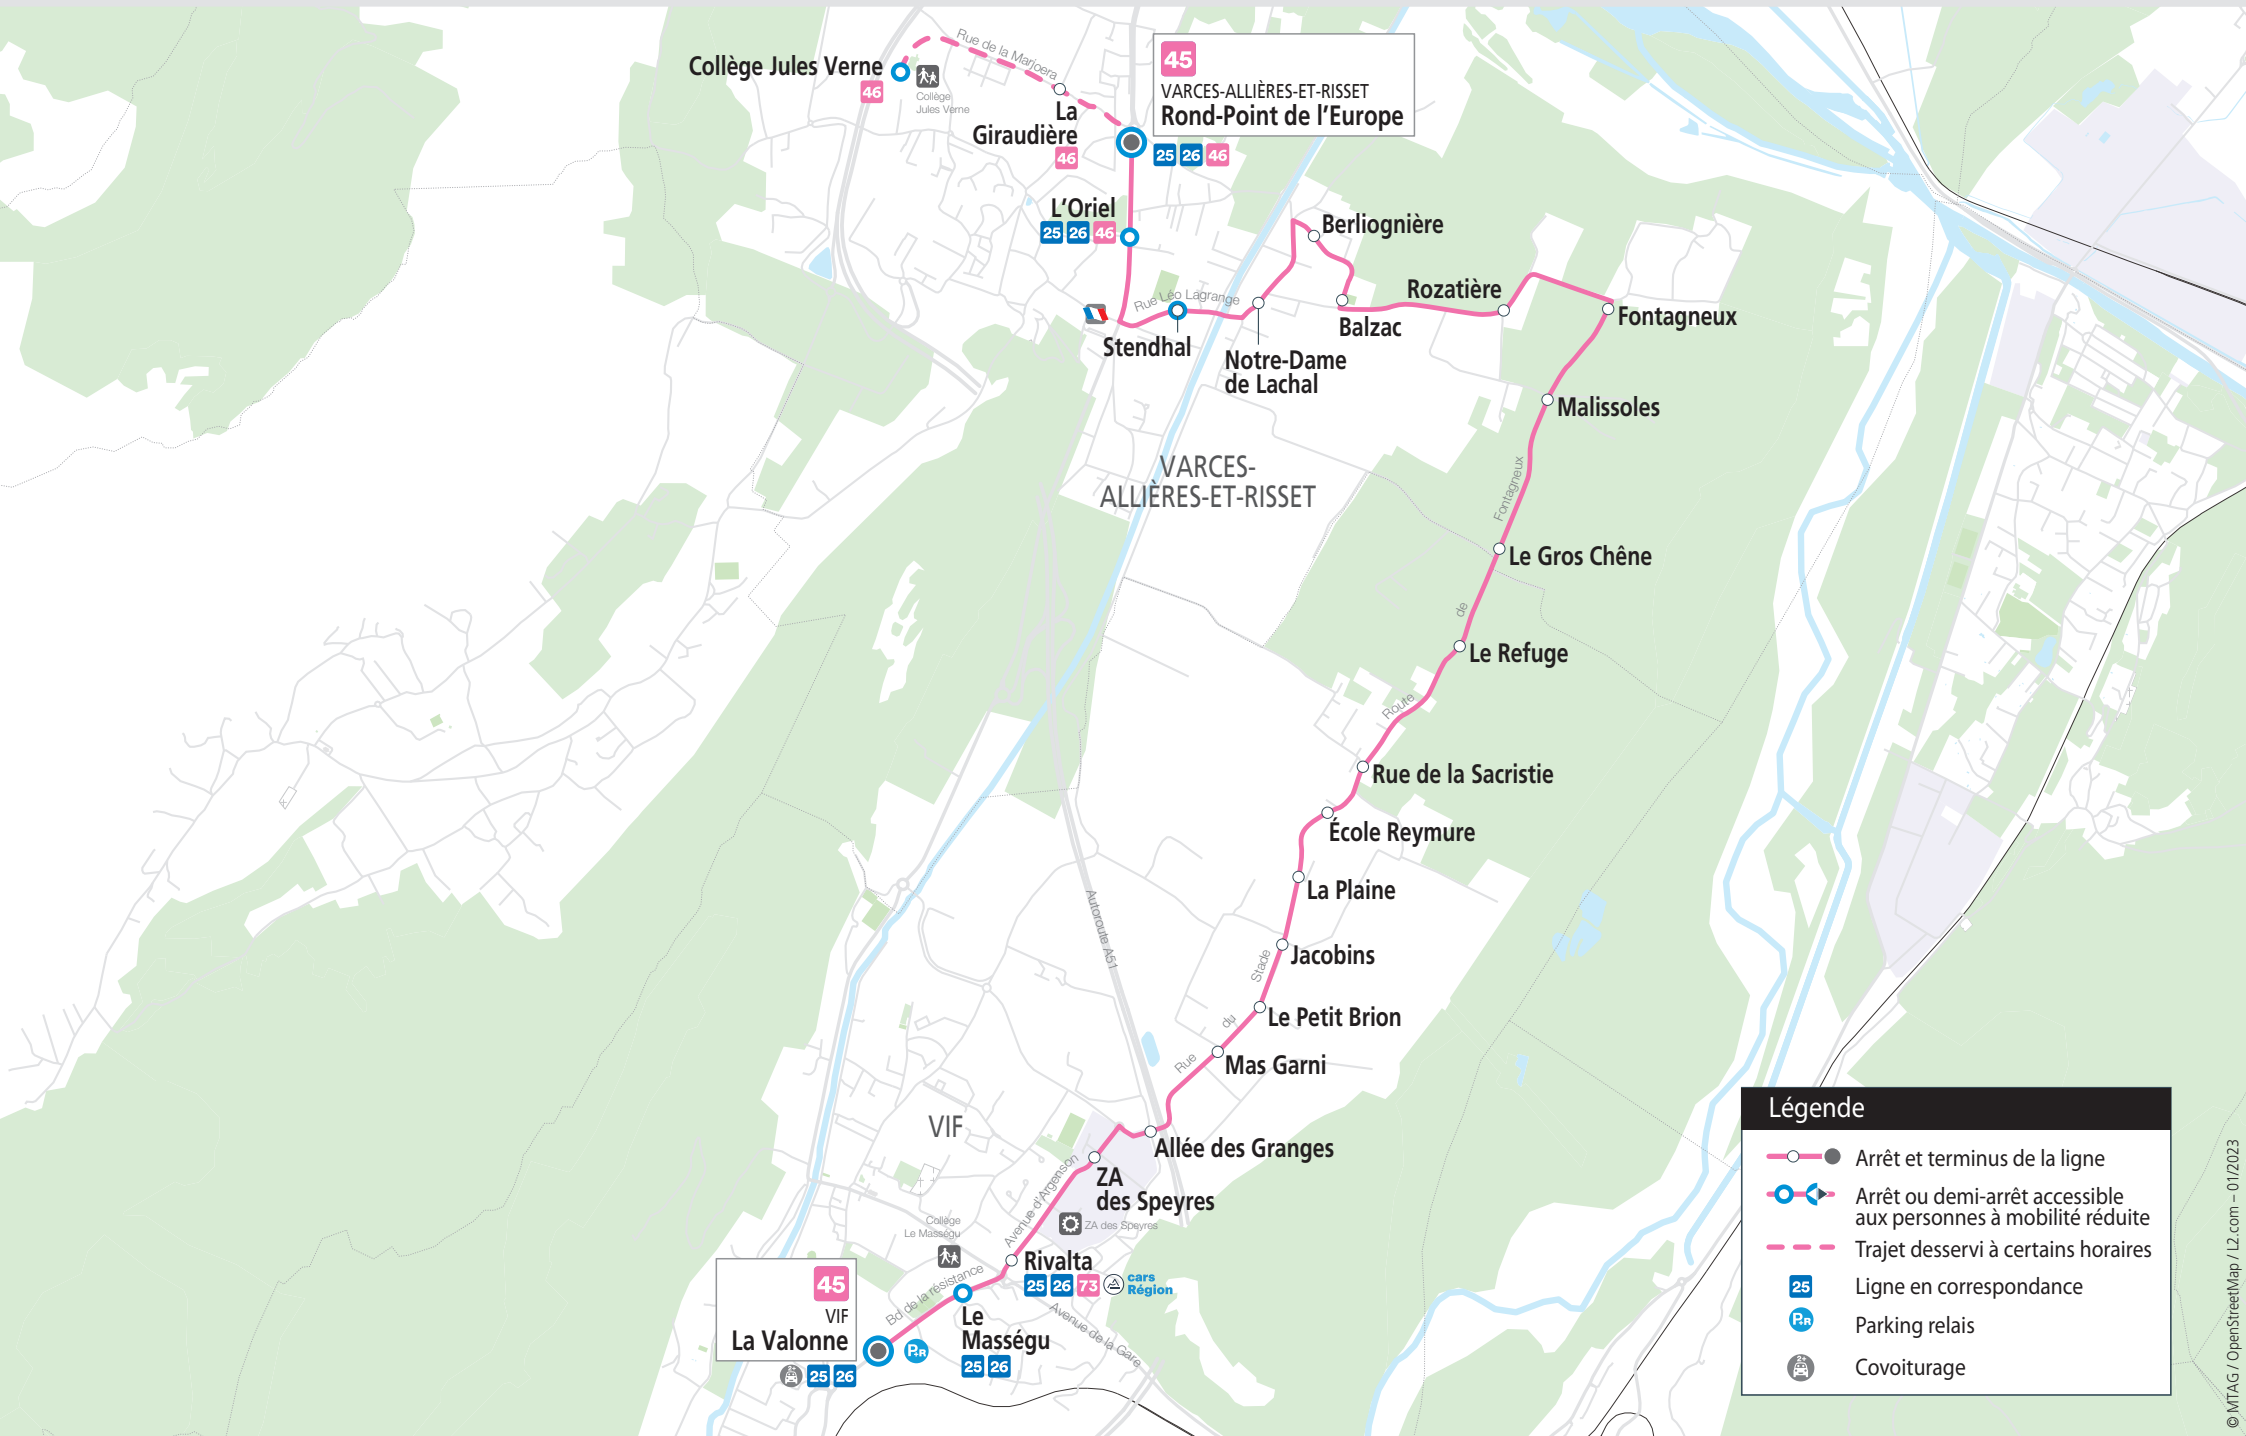 Collège Jules Verne
46
Collège
Jules Verne
Rue de la Marjoera
La
Giraudière
46
45
VARCES-ALLIÈRES-ET-RISSET
Rond-Point de l'Europe
25 26 46
L'Oriel
25 26 46
Rue Léo Lagrange
Stendhal
Notre-Dame
de Lachal
Berliognière
Balzac
Rozatière
Fontagneux
Malissoles
VARCES-
ALLIÈRES-ET-RISSET
Fontagneux
Le Gros Chêne
de
Le Refuge
Route
Rue de la Sacristie
École Reymure
La Plaine
Autoroute A51
Jacobins
Stade
Le Petit Brion
du
Mas Garni
Rue
VIF
Allée des Granges
ZA
des Speyres
Avenue d'Argenson
ZA des Speyres
Collège
Le Masségu
Rivalta
25 26 73 cars
Région
Bd de la résistance
Avenue de la Gare
Le
Masségu
25 26
45
VIF
La Valonne
P+R
2+
25 26
Légende
Arrêt et terminus de la ligne
Arrêt ou demi-arrêt accessible
aux personnes à mobilité réduite
Trajet desservi à certains horaires
25 Ligne en correspondance
P+R Parking relais
2+ Covoiturage
© MTAG / OpenStreetMap / L2.com – 01/2023